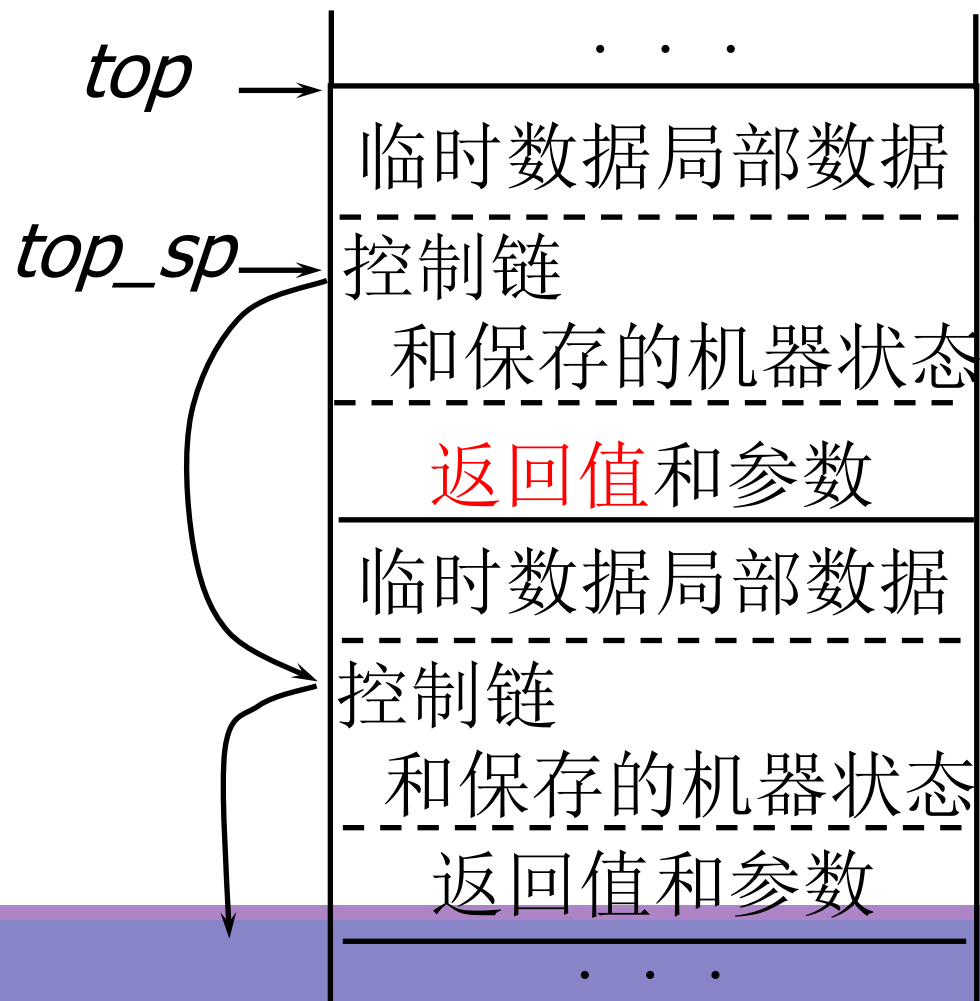 . . .
top
临时数据局部数据
top_sp
控制链
和保存的机器状态
返回值和参数
临时数据局部数据
控制链
和保存的机器状态
返回值和参数
. . .